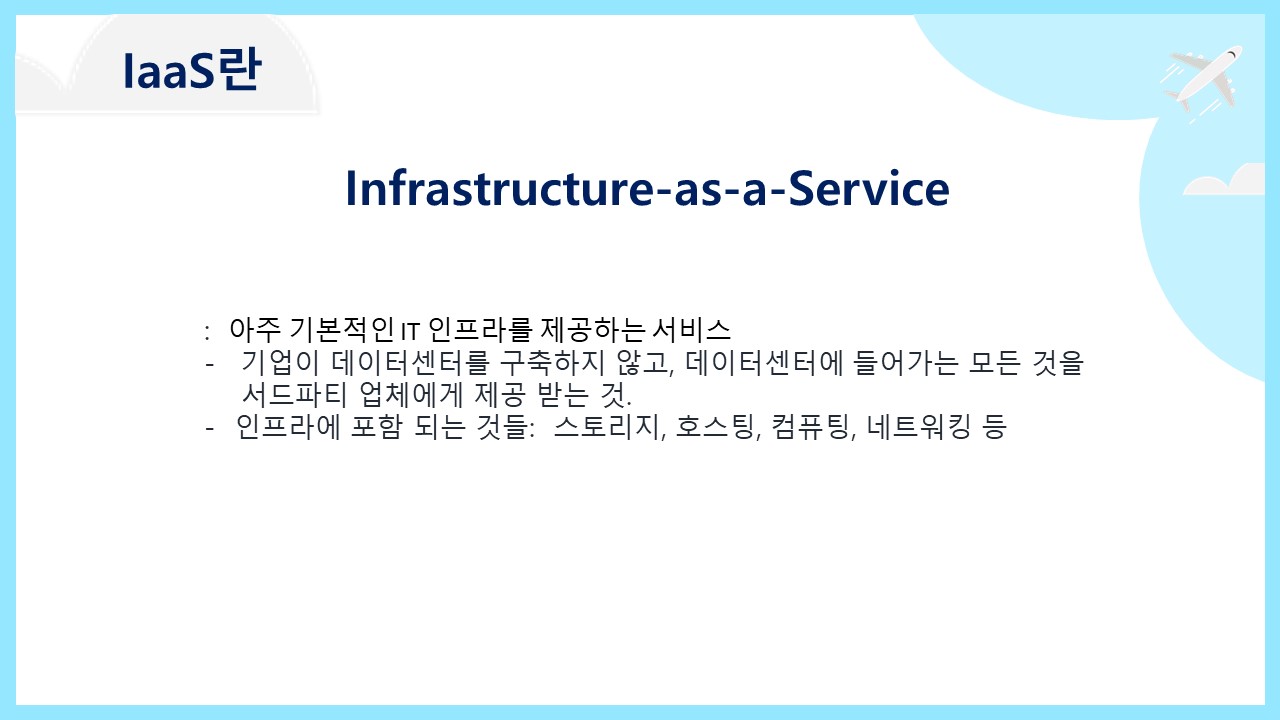 IaaS란
Infrastructure-as-a-Service
: 아주 기본적인 IT 인프라를 제공하는 서비스
- 기업이 데이터센터를 구축하지 않고, 데이터센터에 들어가는 모든 것을
서드파티 업체에게 제공 받는 것.
- 인프라에 포함 되는 것들: 스토리지, 호스팅, 컴퓨팅, 네트워킹 등